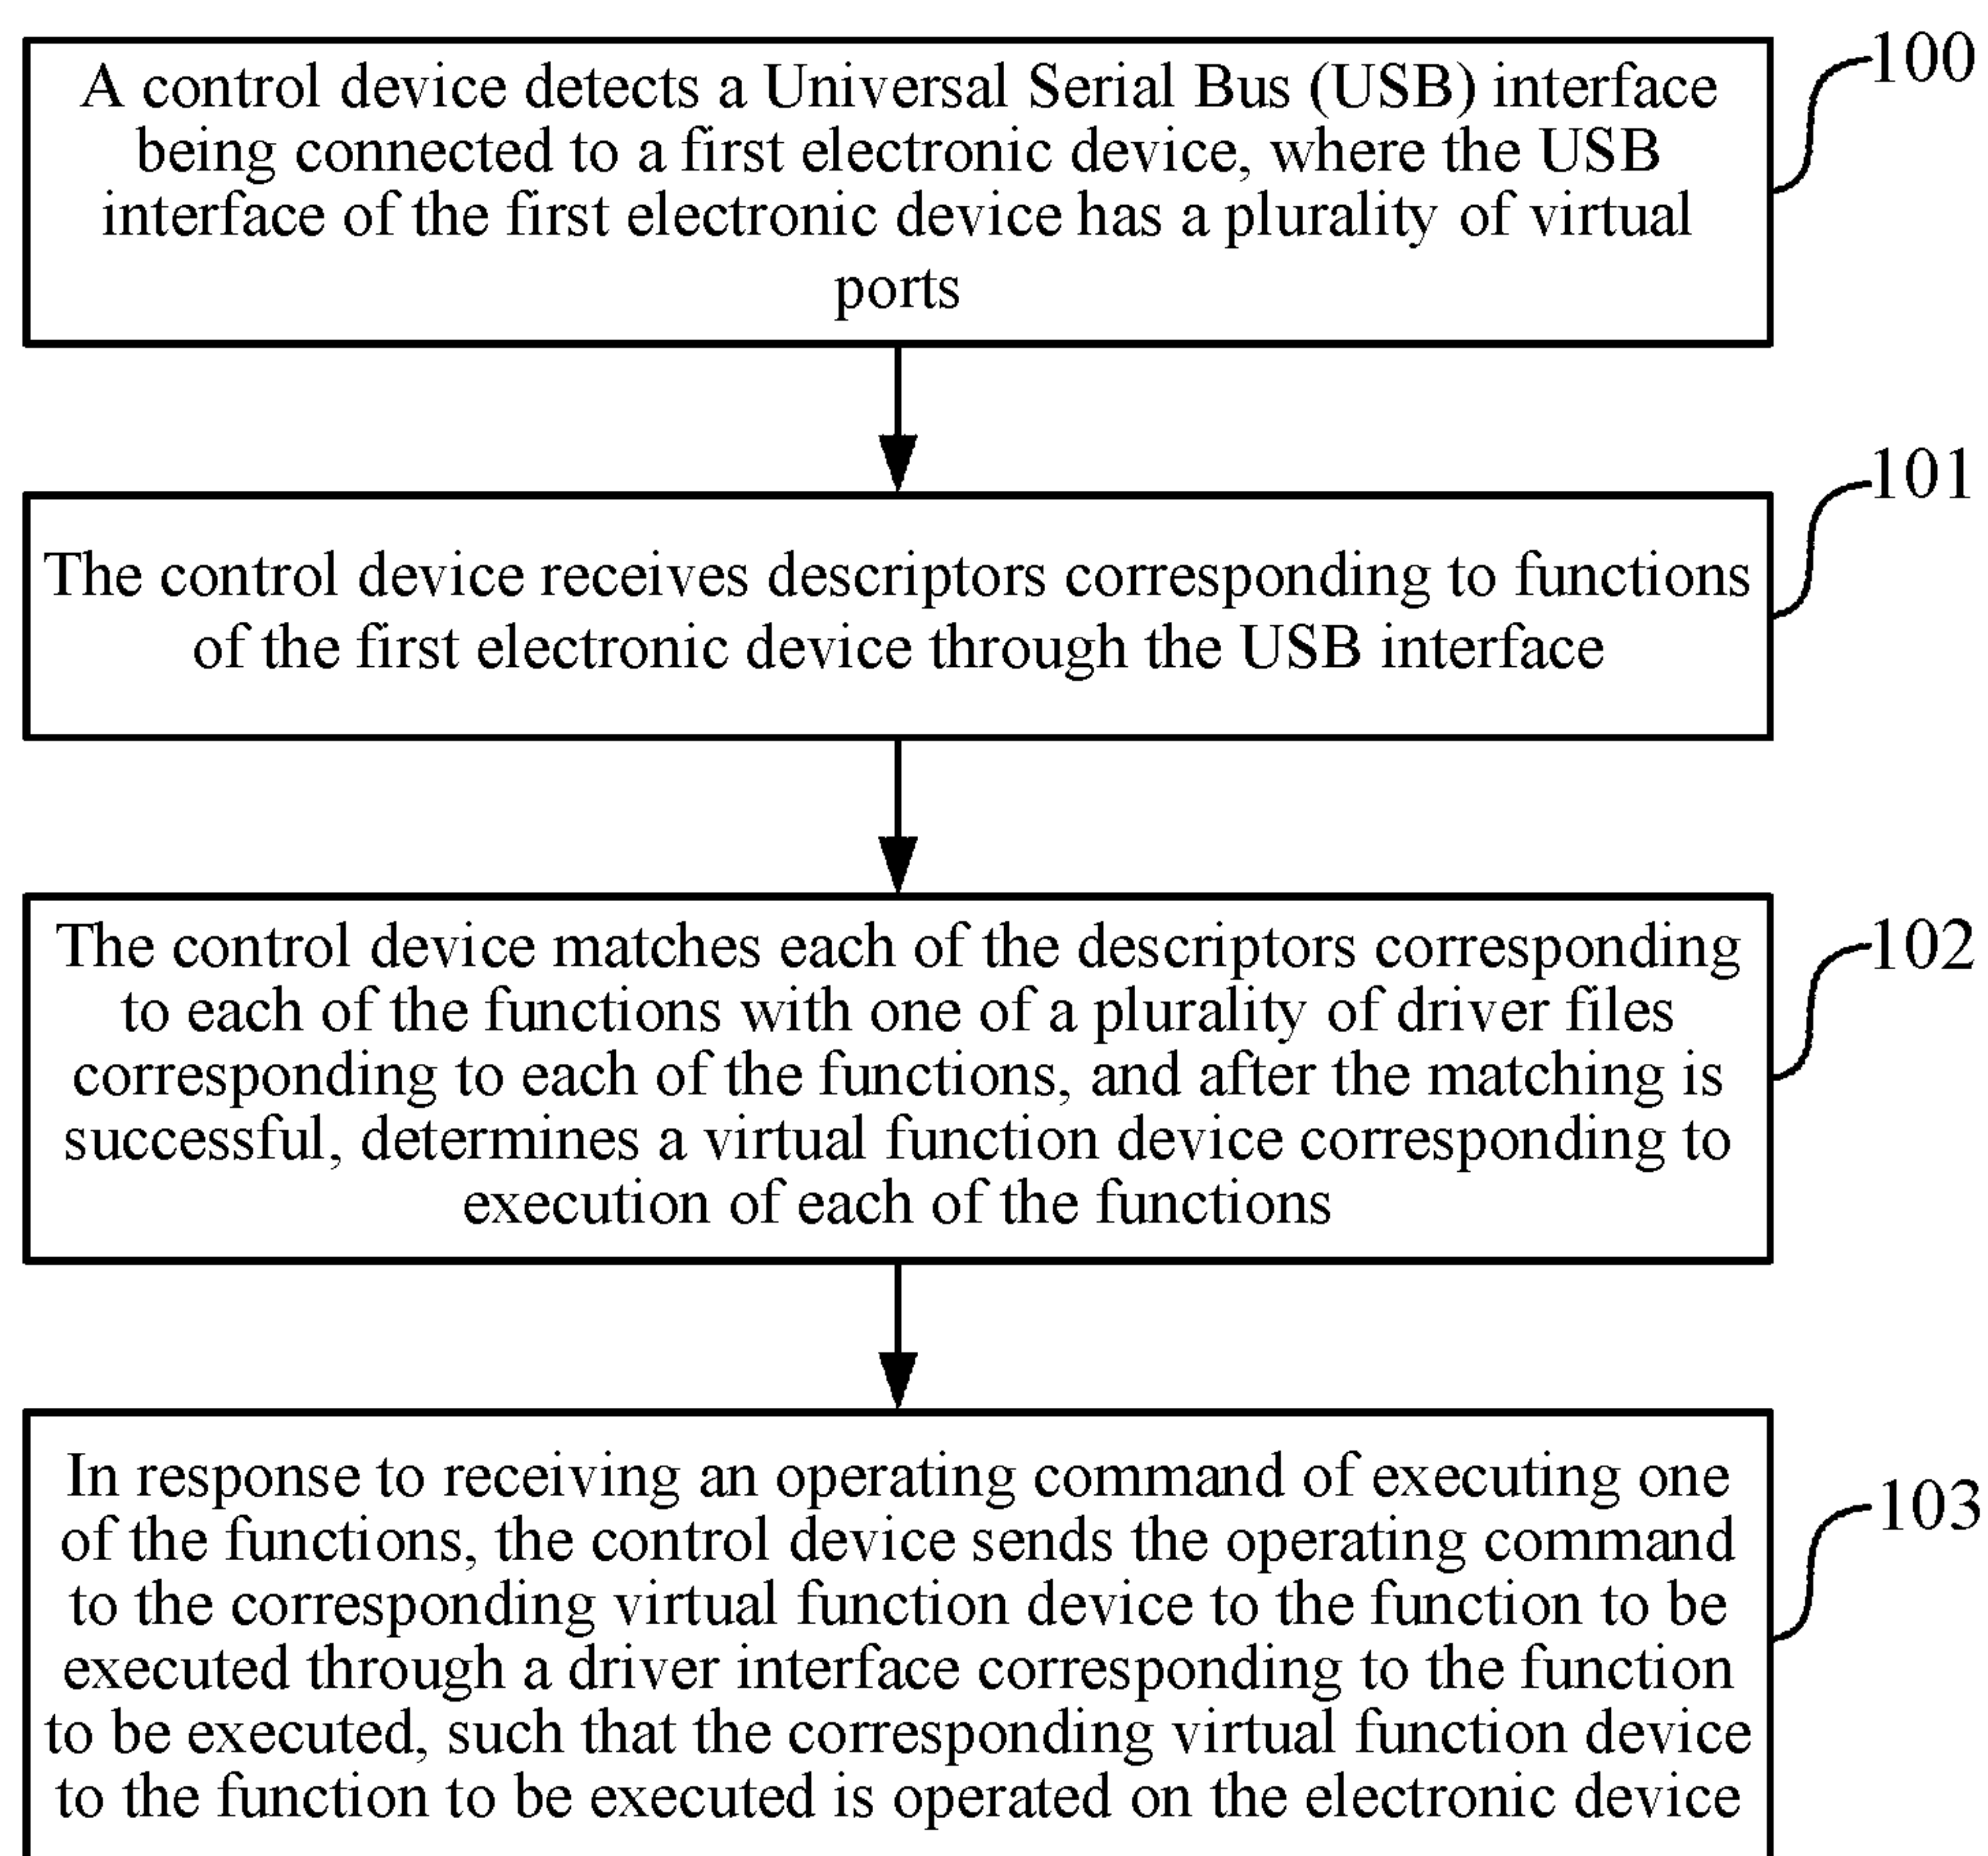 A control device detects a Universal Serial Bus (USB) interface
being connected to a first electronic device, where the USB
interface of the first electronic device has a plurality of virtual
ports
100
The control device receives descriptors corresponding to functions
of the first electronic device through the USB interface
101
The control device matches each of the descriptors corresponding
to each of the functions with one of a plurality of driver files
corresponding to each of the functions, and after the matching is
successful, determines a virtual function device corresponding to
execution of each of the functions
102
In response to receiving an operating command of executing one
of the functions, the control device sends the operating command
to the corresponding virtual function device to the function to be
executed through a driver interface corresponding to the function
to be executed, such that the corresponding virtual function device
to the function to be executed is operated on the electronic device
103